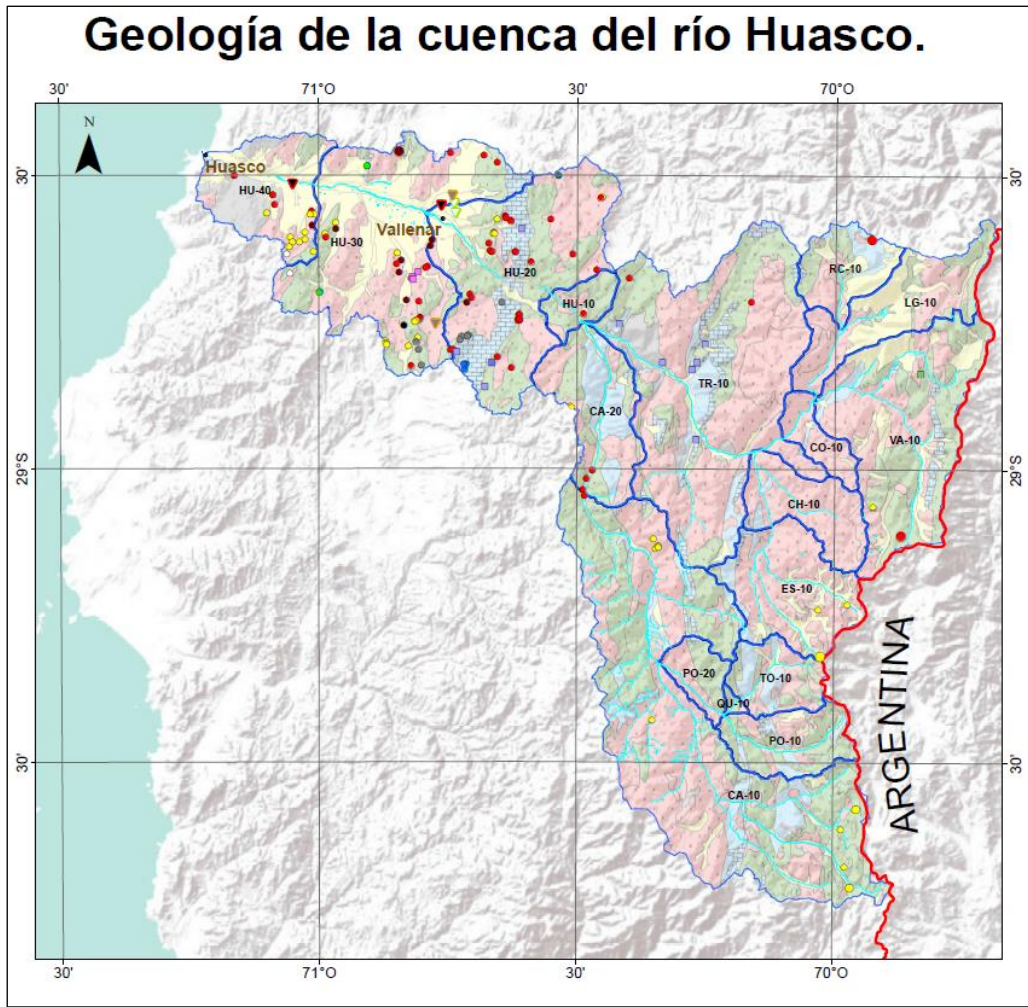 Geología de la cuenca del río Huasco.
30' 71°O 30' 70°O
N
30' 30'
Huasco
HU-40
Vallenar
HU-30
HU-20
HU-10
RC-10
LG-10
TR-10
CA-20
CO-10
VA-10
29°S 29°S
CH-10
ES-10
PO-20
TO-10
QU-10
PO-10
ARGENTINA
30' 30'
CA-10
30' 71°O 30' 70°O